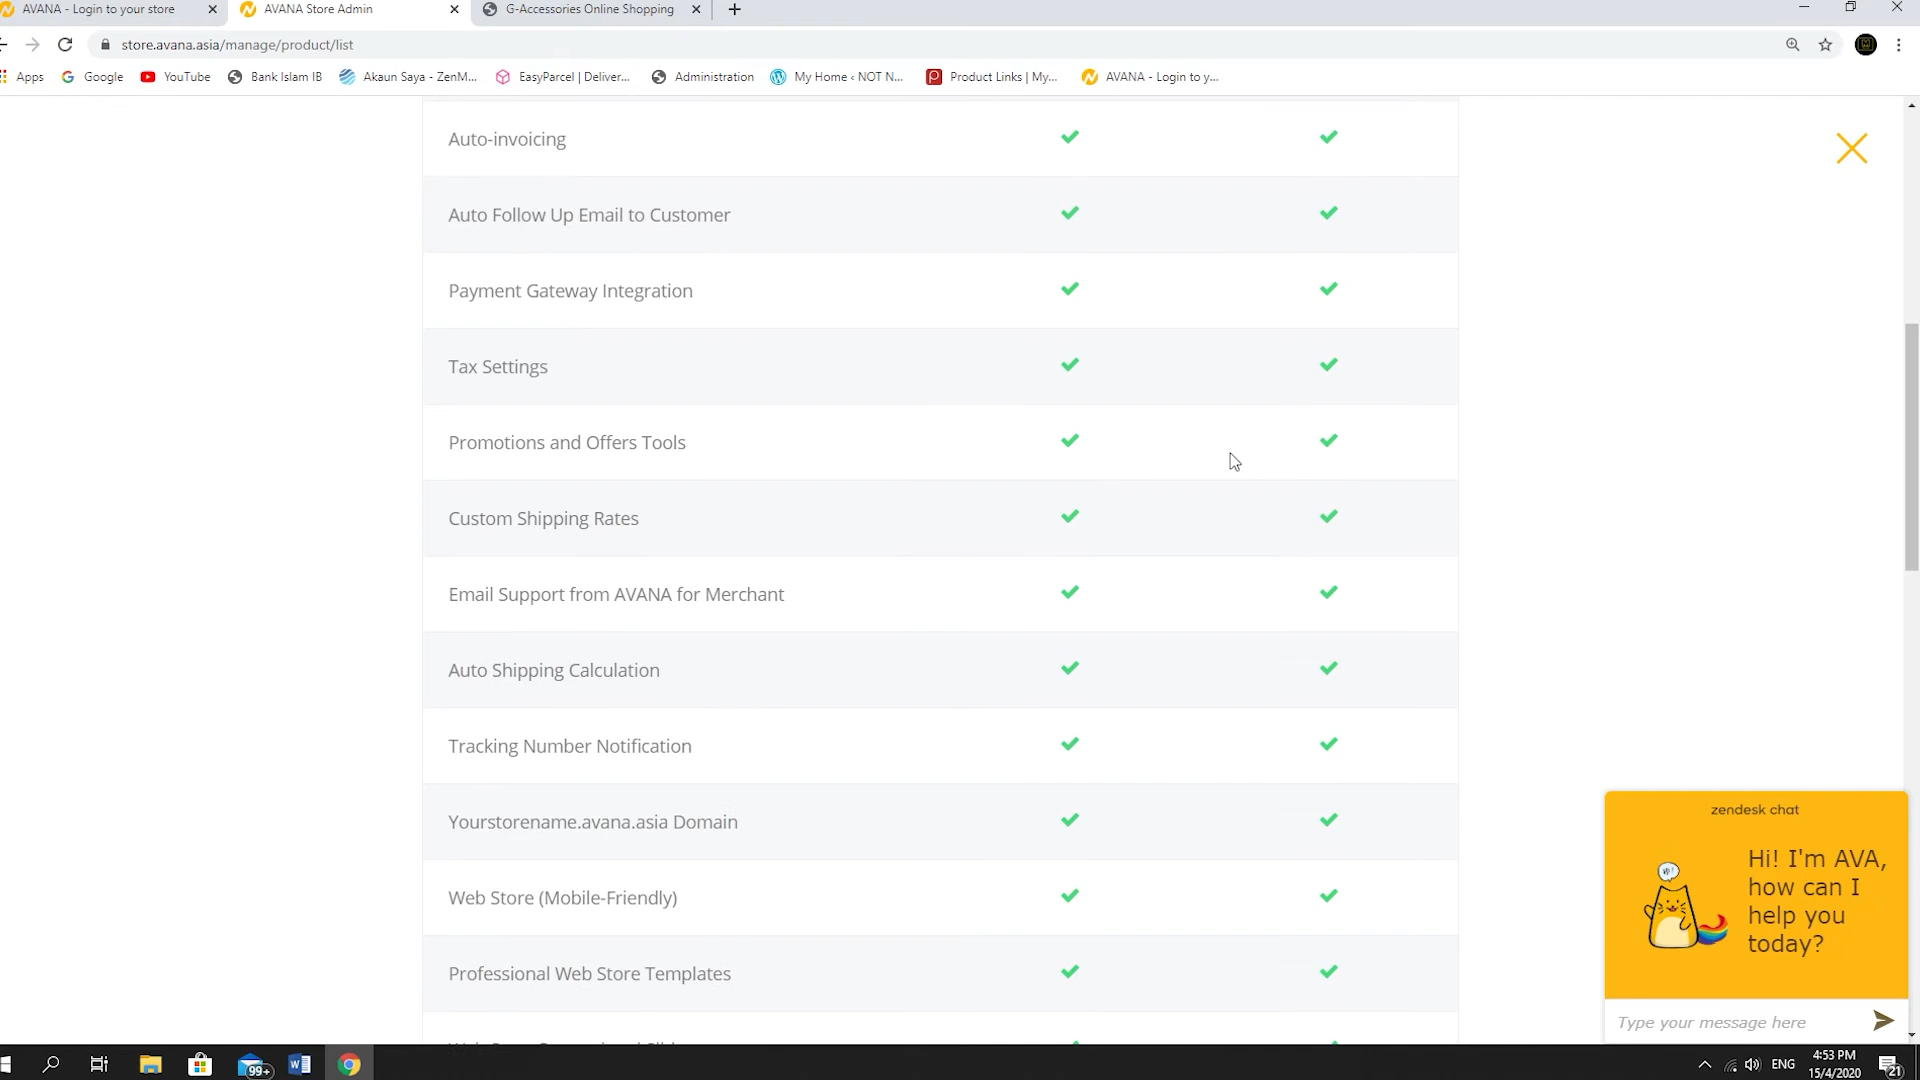 AVANA - Login to your store
AVANA Store Admin
G-Accessories Online Shopping
store.avana.asia/manage/product/list
Apps
Google
YouTube
Bank Islam IB
Akaun Saya - ZenM...
EasyParcel | Deliver...
Administration
My Home ‹ NOT N...
Product Links | My...
AVANA - Login to y...
Auto-invoicing
Auto Follow Up Email to Customer
Payment Gateway Integration
Tax Settings
Promotions and Offers Tools
Custom Shipping Rates
Email Support from AVANA for Merchant
Auto Shipping Calculation
Tracking Number Notification
Yourstorename.avana.asia Domain
Web Store (Mobile-Friendly)
Professional Web Store Templates
zendesk chat
Hi! I'm AVA,
how can I
help you
today?
Type your message here
99+
ENG
4:53 PM
15/4/2020
21